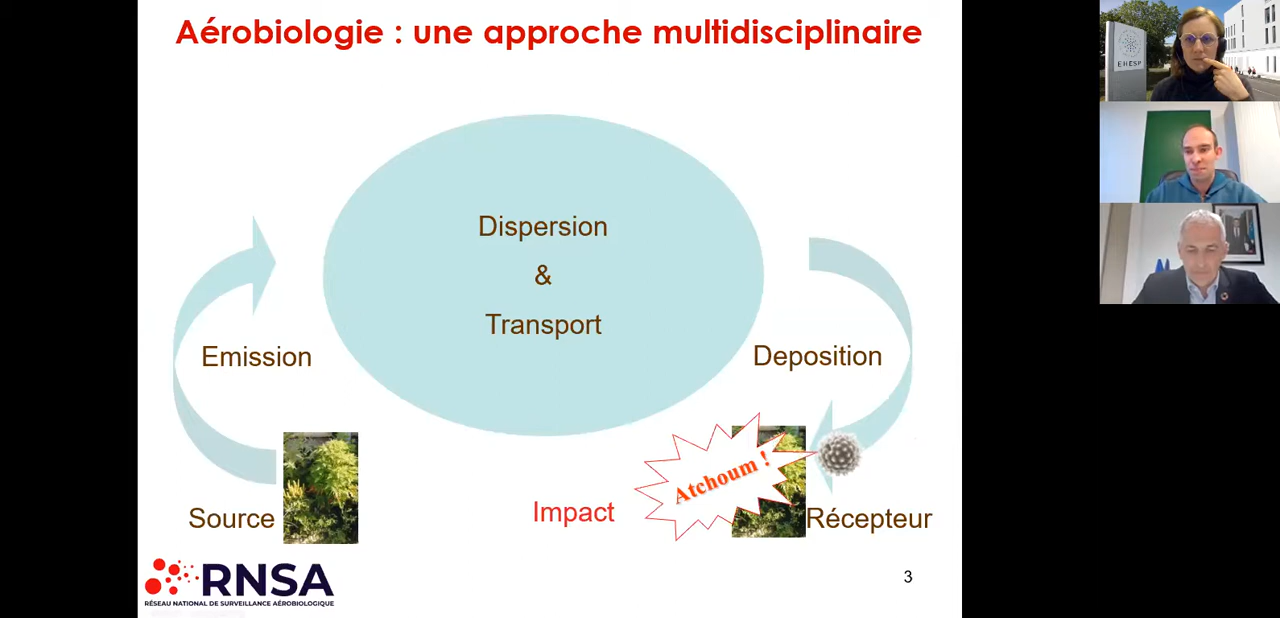 Aérobiologie : une approche multidisciplinaire
EHESP
Dispersion
&
Transport
Emission
Deposition
Atchoum !
Source
Impact
Récepteur
RNSA
RÉSEAU NATIONAL DE SURVEILLANCE AÉROBIOLOGIQUE
3